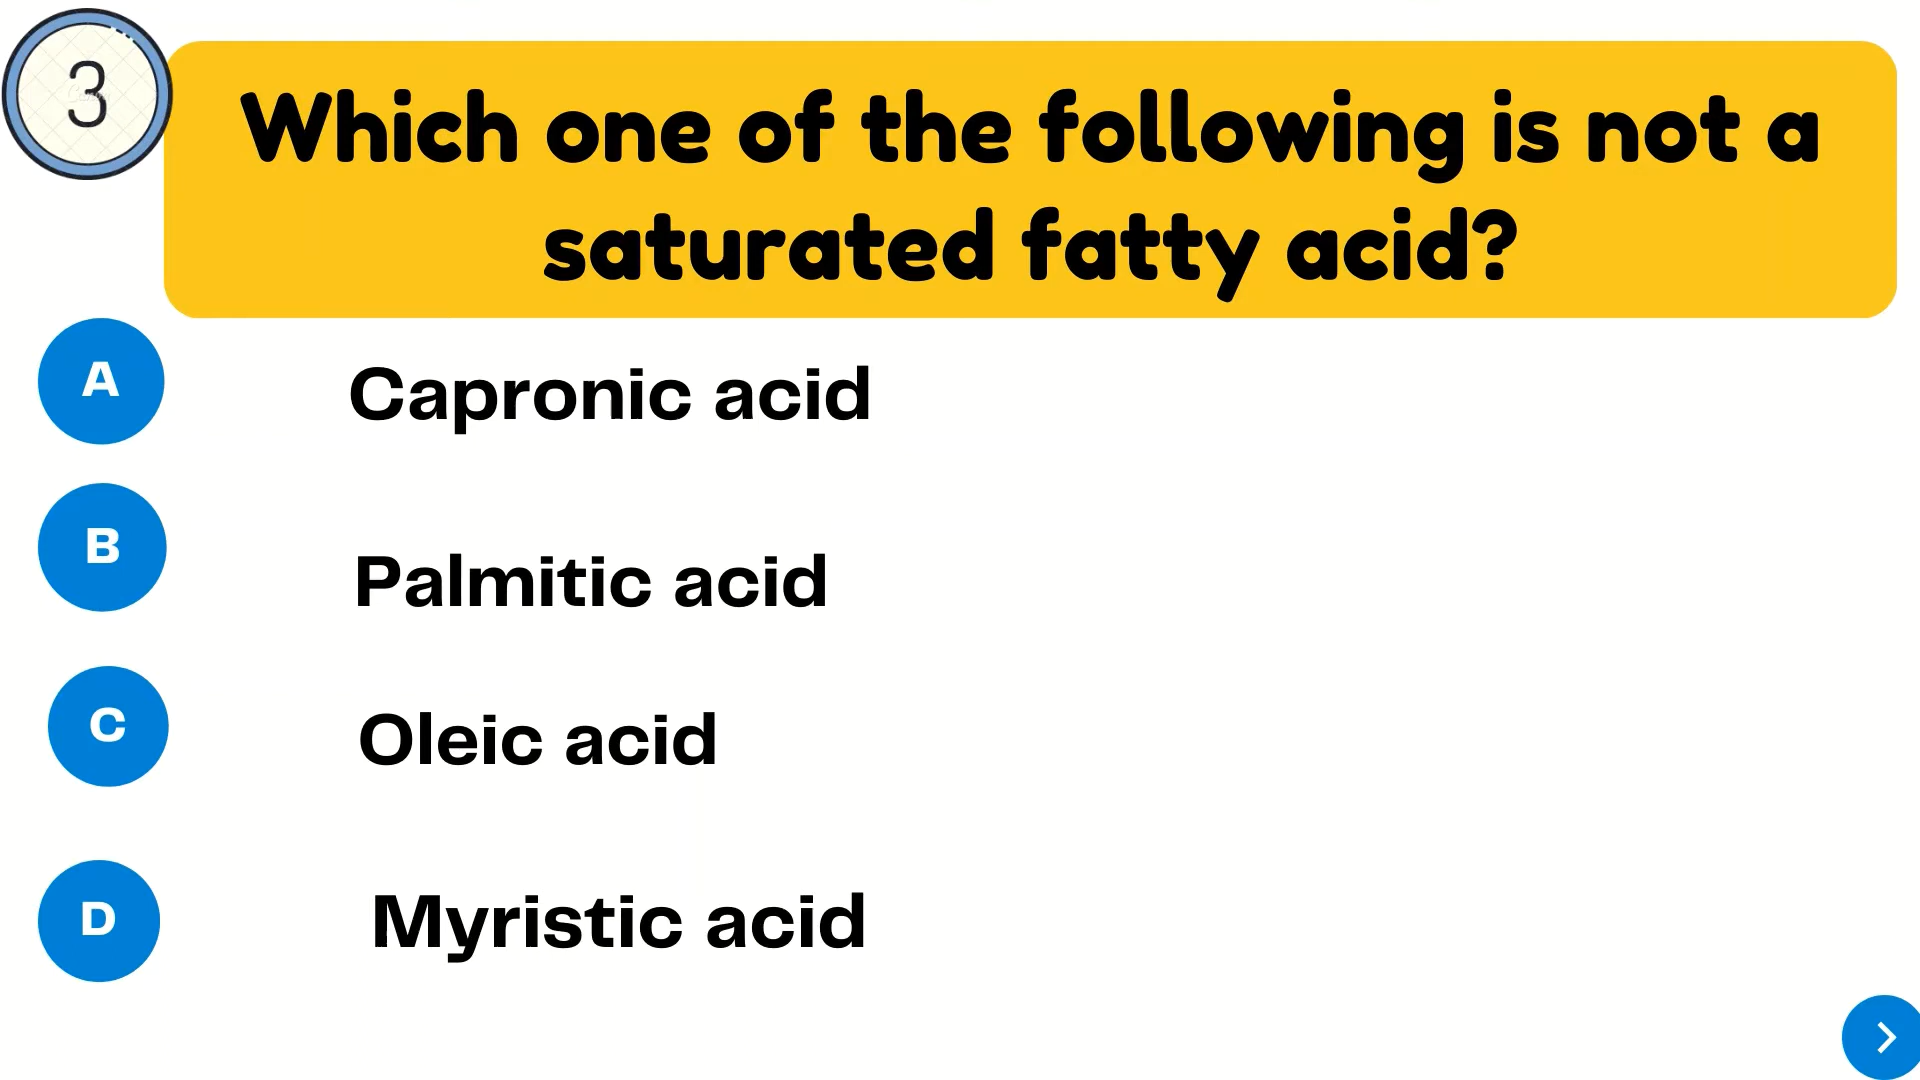 3
Which one of the following is not a
saturated fatty acid?
A
Capronic acid
B
Palmitic acid
C
Oleic acid
D
Myristic acid